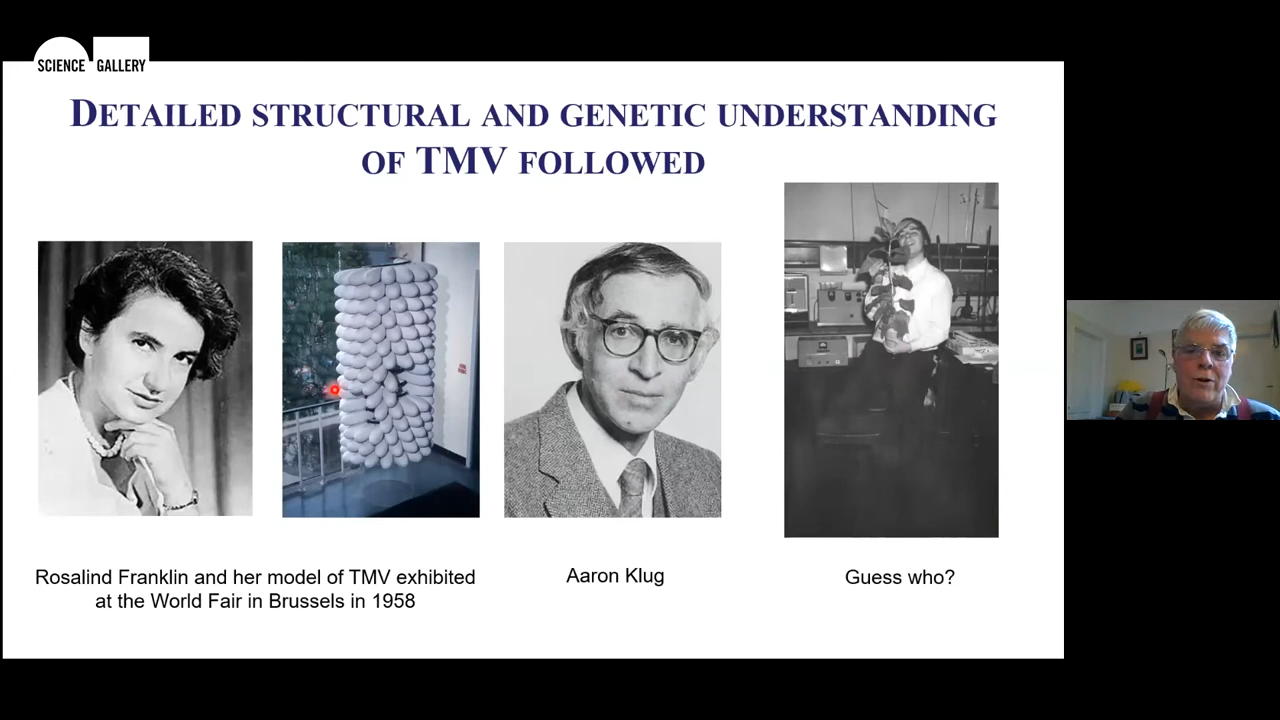 SCIENCE GALLERY
DETAILED STRUCTURAL AND GENETIC UNDERSTANDING
OF TMV FOLLOWED
Rosalind Franklin and her model of TMV exhibited
at the World Fair in Brussels in 1958
Aaron Klug
Guess who?